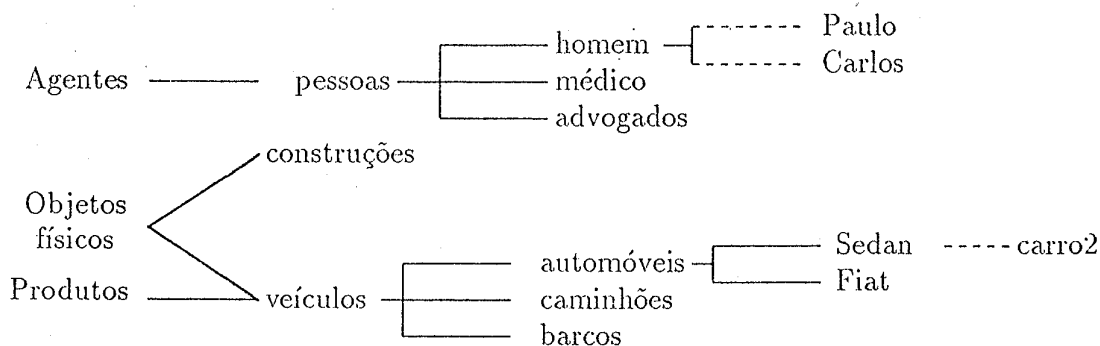 Agentes
pessoas
homem
médico
advogados
Paulo
Carlos
construções
Objetos
físicos
Produtos
veículos
automóveis
caminhões
barcos
Sedan
Fiat
carro2